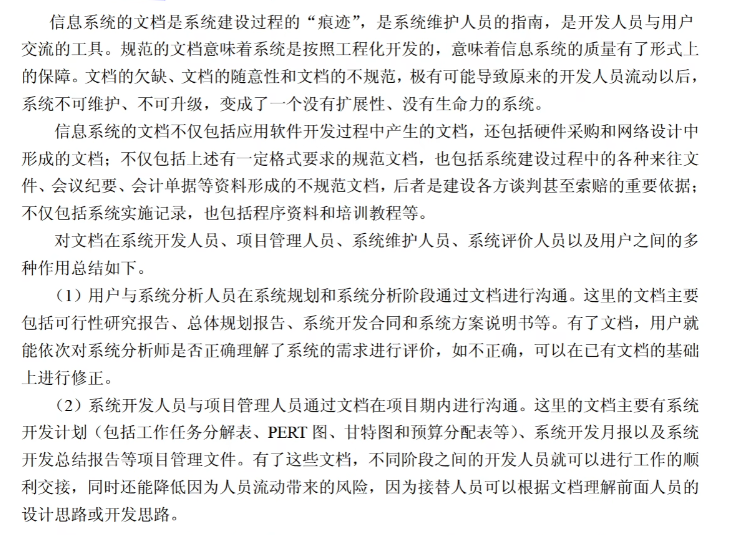 信息系统的文档是系统建设过程的“痕迹”，是系统维护人员的指南，是开发人员与用户
交流的工具。规范的文档意味着系统是按照工程化开发的，意味着信息系统的质量有了形式上
的保障。文档的欠缺、文档的随意性和文档的不规范，极有可能导致原来的开发人员流动以后，
系统不可维护、不可升级，变成了一个没有扩展性、没有生命力的系统。
信息系统的文档不仅包括应用软件开发过程中产生的文档，还包括硬件采购和网络设计中
形成的文档；不仅包括上述有一定格式要求的规范文档，也包括系统建设过程中的各种来往文
件、会议纪要、会计单据等资料形成的不规范文档，后者是建设各方谈判甚至索赔的重要依据；
不仅包括系统实施记录，也包括程序资料和培训教程等。
对文档在系统开发人员、项目管理人员、系统维护人员、系统评价人员以及用户之间的多
种作用总结如下。
（1）用户与系统分析人员在系统规划和系统分析阶段通过文档进行沟通。这里的文档主要
包括可行性研究报告、总体规划报告、系统开发合同和系统方案说明书等。有了文档，用户就
能依次对系统分析师是否正确理解了系统的需求进行评价，如不正确，可以在已有文档的基础
上进行修正。
（2）系统开发人员与项目管理人员通过文档在项目期内进行沟通。这里的文档主要有系统
开发计划（包括工作任务分解表、PERT 图、甘特图和预算分配表等）、系统开发月报以及系统
开发总结报告等项目管理文件。有了这些文档，不同阶段之间的开发人员就可以进行工作的顺
利交接，同时还能降低因为人员流动带来的风险，因为接替人员可以根据文档理解前面人员的
设计思路或开发思路。